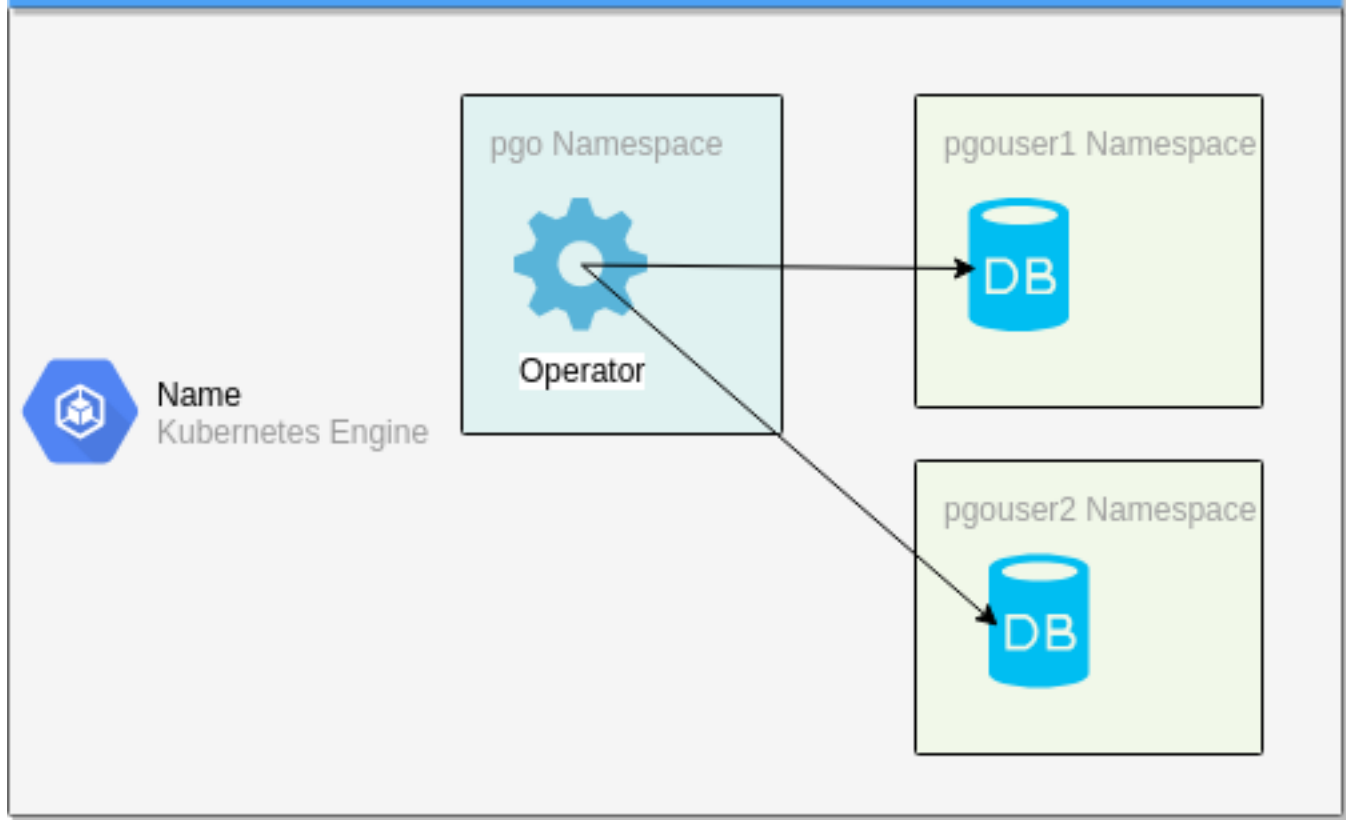 pgo Namespace
Operator
pgouser1 Namespace
DB
Name
Kubernetes Engine
pgouser2 Namespace
DB